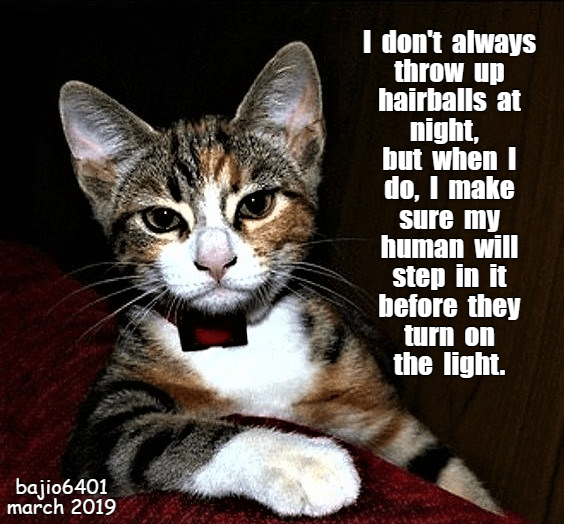 I don't always
throw up
hairballs at
night,
but when I
do, I make
sure my
human will
step in it
before they
turn on
the light.
bajio6401
march 2019